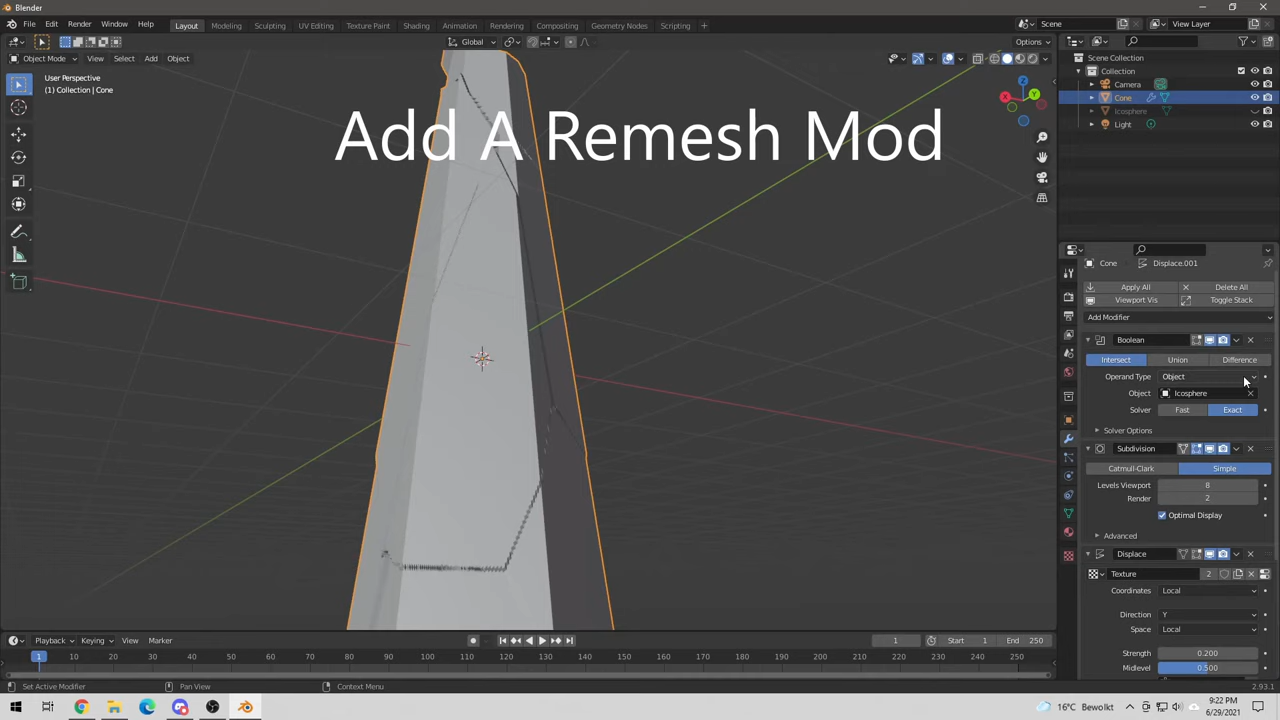 Blender
File Edit Render Window Help
Layout Modeling Sculpting UV Editing Texture Paint Shading Animation Rendering Compositing Geometry Nodes Scripting +
Scene
View Layer
Global
Options
Object Mode View Select Add Object
User Perspective
(1) Collection | Cone
Add A Remesh Mod
X
Y
Z
Scene Collection
Collection
Camera
Cone
Icosphere
Light
Cone > Displace.001
Apply All Delete All
Viewport Vis Toggle Stack
Add Modifier
Boolean
Intersect Union Difference
Operand Type Object
Object Icosphere
Solver Fast Exact
Solver Options
Subdivision
Catmull-Clark Simple
Levels Viewport 8
Render 2
Optimal Display
Advanced
Displace
Texture 2
Coordinates Local
Direction Y
Space Local
Strength 0.200
Midlevel 0.500
Playback Keying View Marker
1 Start 1 End 250
1 10 20 30 40 50 60 70 80 90 100 110 120 130 140 150 160 170 180 190 200 210 220 230 240 250
Set Active Modifier Pan View Context Menu
2.93.1
16°C Bewolkt
9:22 PM
6/29/2021